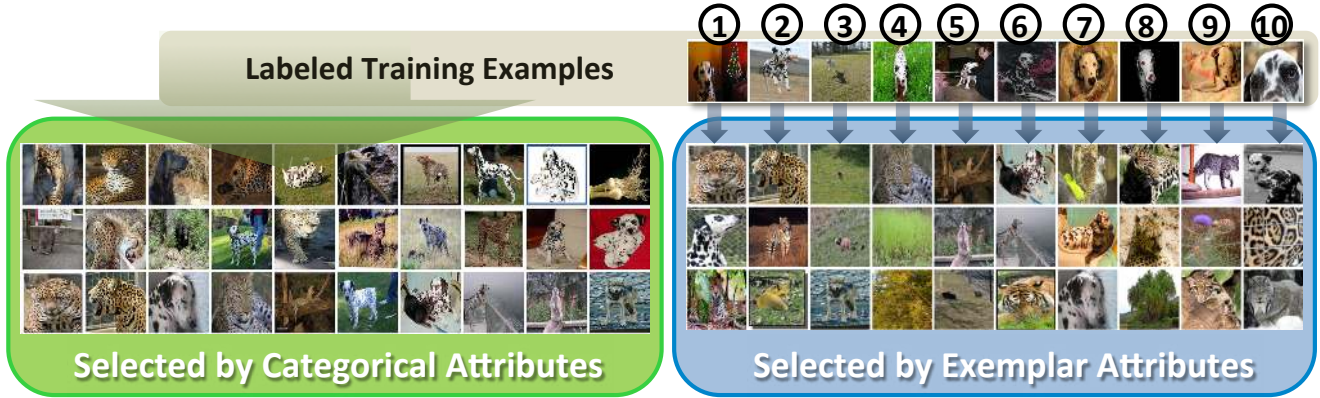 1 2 3 4 5 6 7 8 9 10
Labeled Training Examples
Selected by Categorical Attributes
Selected by Exemplar Attributes